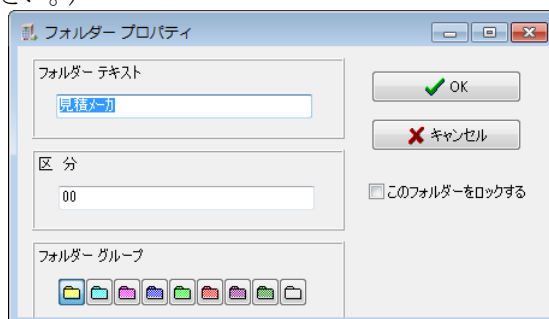 さい。)
フォルダー プロパティ
フォルダー テキスト
見積メーカ
OK
キャンセル
区 分
00
このフォルダーをロックする
フォルダー グループ